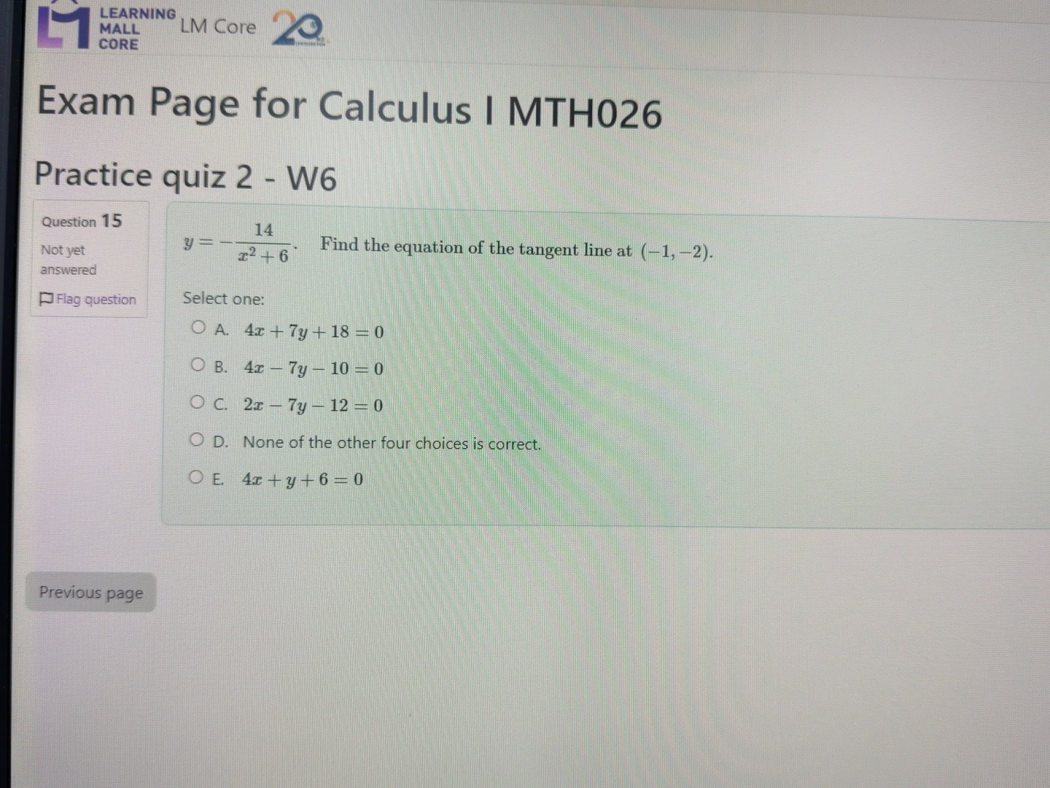 LEARNING
MALL
CORE
LM Core
20
Exam Page for Calculus I MTH026
Practice quiz 2 - W6
Question 15
Not yet
answered
Flag question
y = -\frac{14}{x^2+6}. Find the equation of the tangent line at (-1, -2).
Select one:
A. 4x + 7y + 18 = 0
B. 4x - 7y - 10 = 0
C. 2x - 7y - 12 = 0
D. None of the other four choices is correct.
E. 4x + y + 6 = 0
Previous page